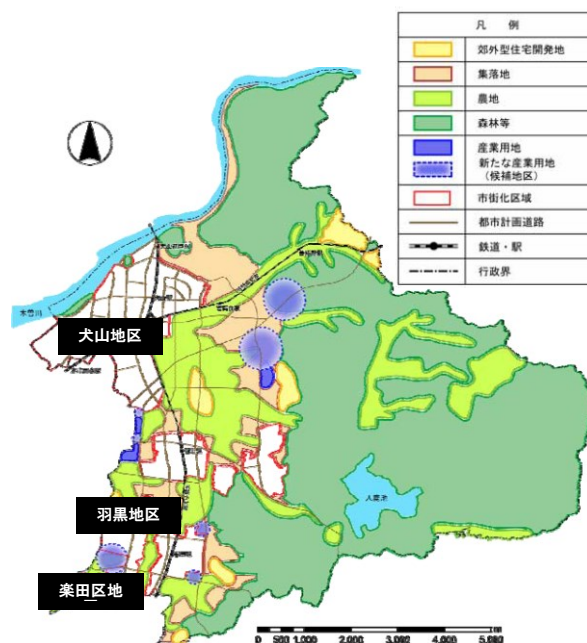 凡 例
郊外型住宅開発地
集落地
農地
森林等
産業用地
新たな産業用地
(候補地区)
市街化区域
都市計画道路
鉄道・駅
行政界
木曽川
犬山地区
入鹿池
羽黒地区
楽田区地
0 500 1,000 2,000 3,000 4,000